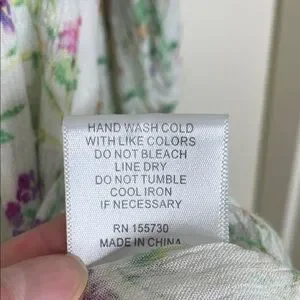 HAND WASH COLD
WITH LIKE COLORS
DO NOT BLEACH
LINE DRY
DO NOT TUMBLE
COOL IRON
IF NECESSARY
RN 155730
MADE IN CHINA